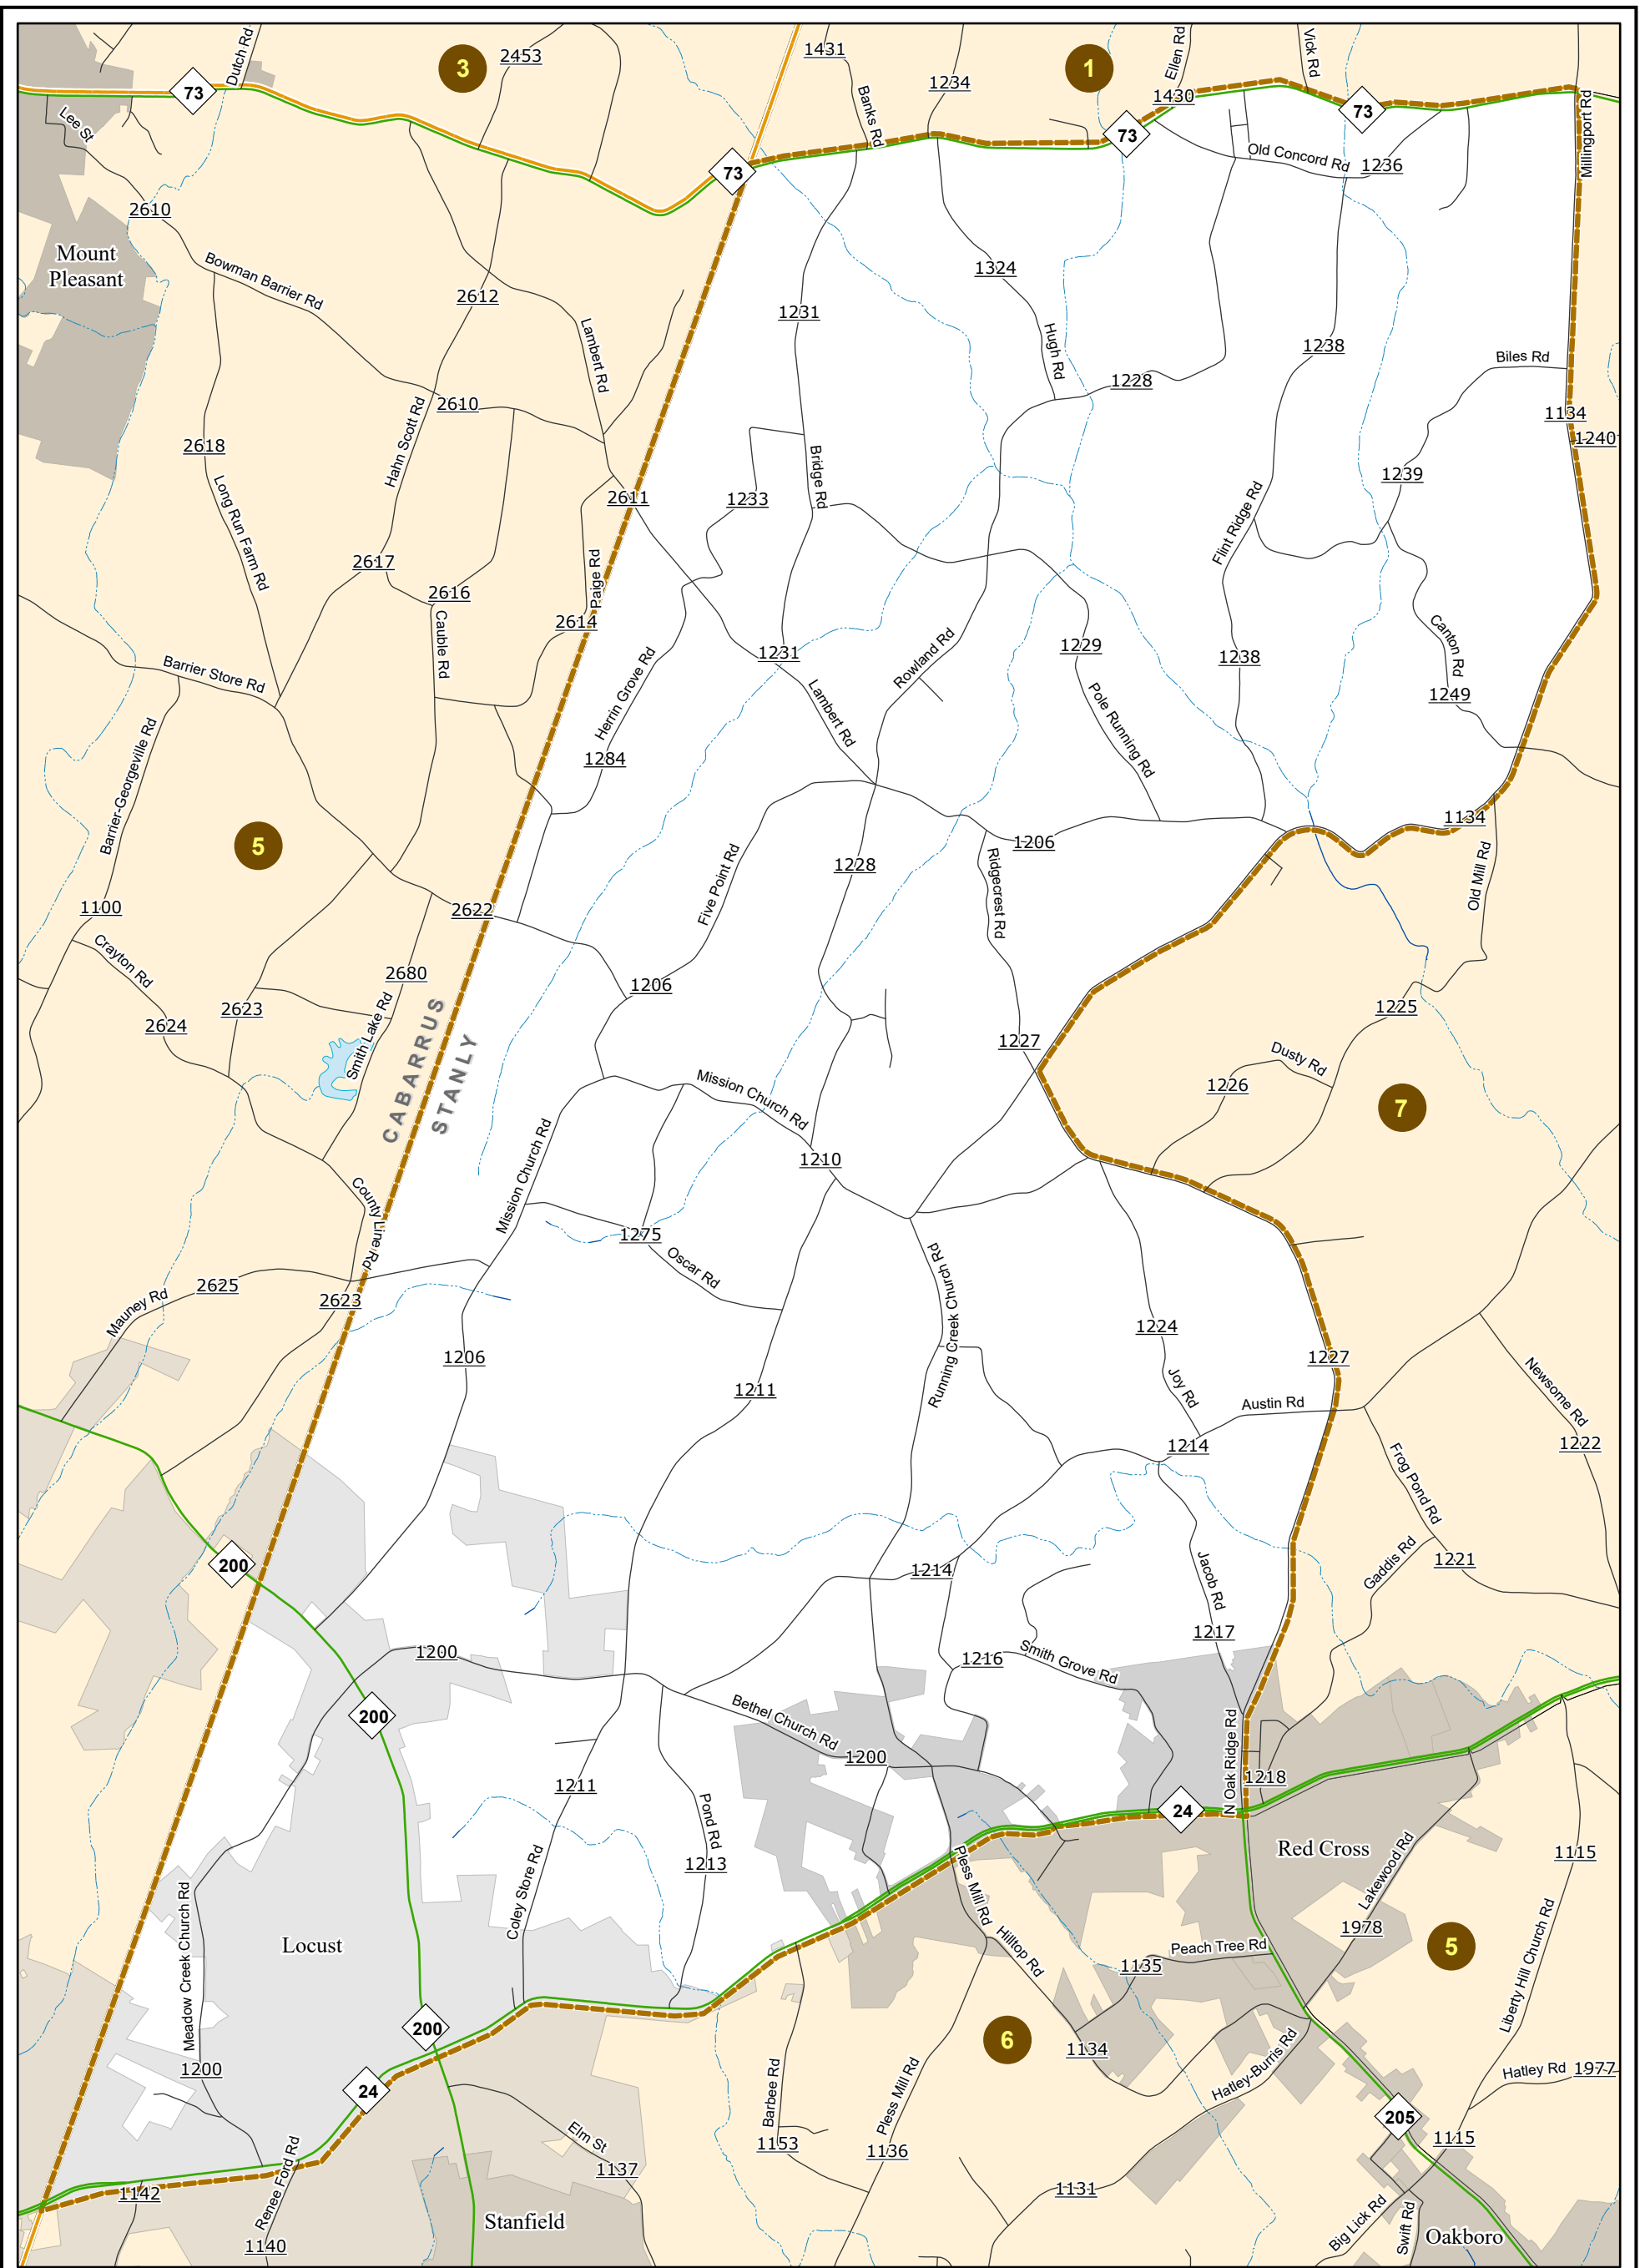 Dutch Rd
3
2453
1431
1234
1
Ellen Rd
Vick Rd
73
Lee St
Banks Rd
1430
73
73
Millingport Rd
73
Old Concord Rd
1236
2610
Mount
Pleasant
Bowman Barrier Rd
2612
1324
1231
Lambert Rd
Hugh Rd
1238
1228
Biles Rd
2610
Hahn Scott Rd
1134
1240
2618
Long Run Farm Rd
Bridge Rd
1239
2611
1233
Flint Ridge Rd
2617
2616
Paige Rd
2614
Cauble Rd
1231
Rowland Rd
1229
1238
Canton Rd
Barrier Store Rd
Herrin Grove Rd
Lambert Rd
Pole Running Rd
1249
Barrier-Georgeville Rd
1284
1134
5
1206
Five Point Rd
1228
Ridgecrest Rd
Old Mill Rd
1100
2622
Crayton Rd
2680
1206
2623
2624
1225
Smith Lake Rd
CABARRUS
STANLY
1227
Dusty Rd
1226
7
Mission Church Rd
Mission Church Rd
1210
County Line Rd
1275
Oscar Rd
Running Creek Church Rd
2625
Mauney Rd
2623
1206
1224
1227
1211
Joy Rd
Austin Rd
Newsome Rd
1214
1222
Frog Pond Rd
200
1214
Jacob Rd
Gaddis Rd
1221
1217
1200
1216
Smith Grove Rd
200
Bethel Church Rd
1200
N Oak Ridge Rd
1218
1211
Pond Rd
24
Red Cross
1213
Pless Mill Rd
Lakewood Rd
1115
Coley Store Rd
Meadow Creek Church Rd
Locust
1978
5
Hilltop Rd
Peach Tree Rd
1135
Liberty Hill Church Rd
200
6
1134
1200
24
Hatley-Burris Rd
Hatley Rd
1977
Barbee Rd
Pless Mill Rd
205
Elm St
1153
1136
1115
1137
Renee Ford Rd
1142
1131
Stanfield
Big Lick Rd
Swift Rd
Oakboro
1140